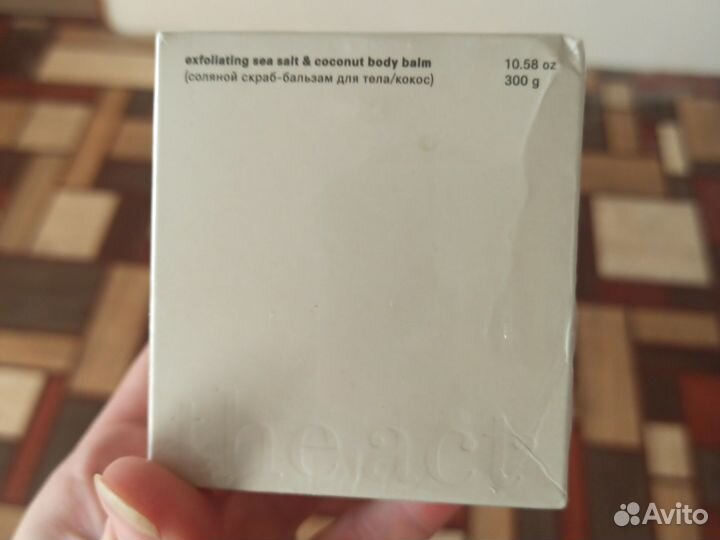 exfoliating sea salt & coconut body balm 10.58 oz
(соляной скраб-бальзам для тела/кокос) 300 g
the act
Avito